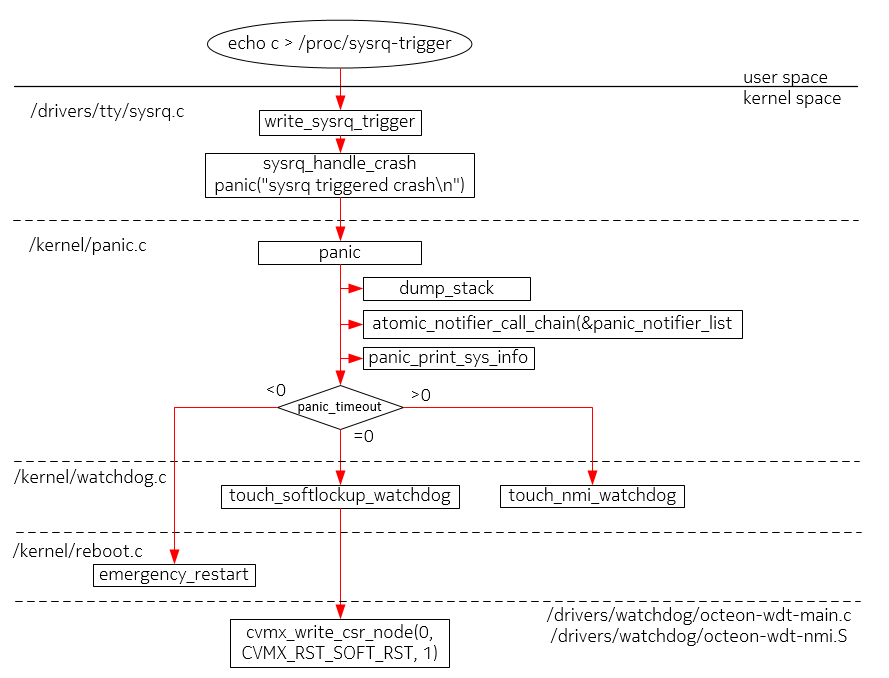 echo c > /proc/sysrq-trigger
user space
kernel space
/drivers/tty/sysrq.c
write_sysrq_trigger
sysrq_handle_crash
panic("sysrq triggered crash\n")
/kernel/panic.c
panic
dump_stack
atomic_notifier_call_chain(&panic_notifier_list
panic_print_sys_info
<0
>0
panic_timeout
=0
/kernel/watchdog.c
touch_softlockup_watchdog
touch_nmi_watchdog
/kernel/reboot.c
emergency_restart
/drivers/watchdog/octeon-wdt-main.c
/drivers/watchdog/octeon-wdt-nmi.S
cvmx_write_csr_node(0,
CVMX_RST_SOFT_RST, 1)